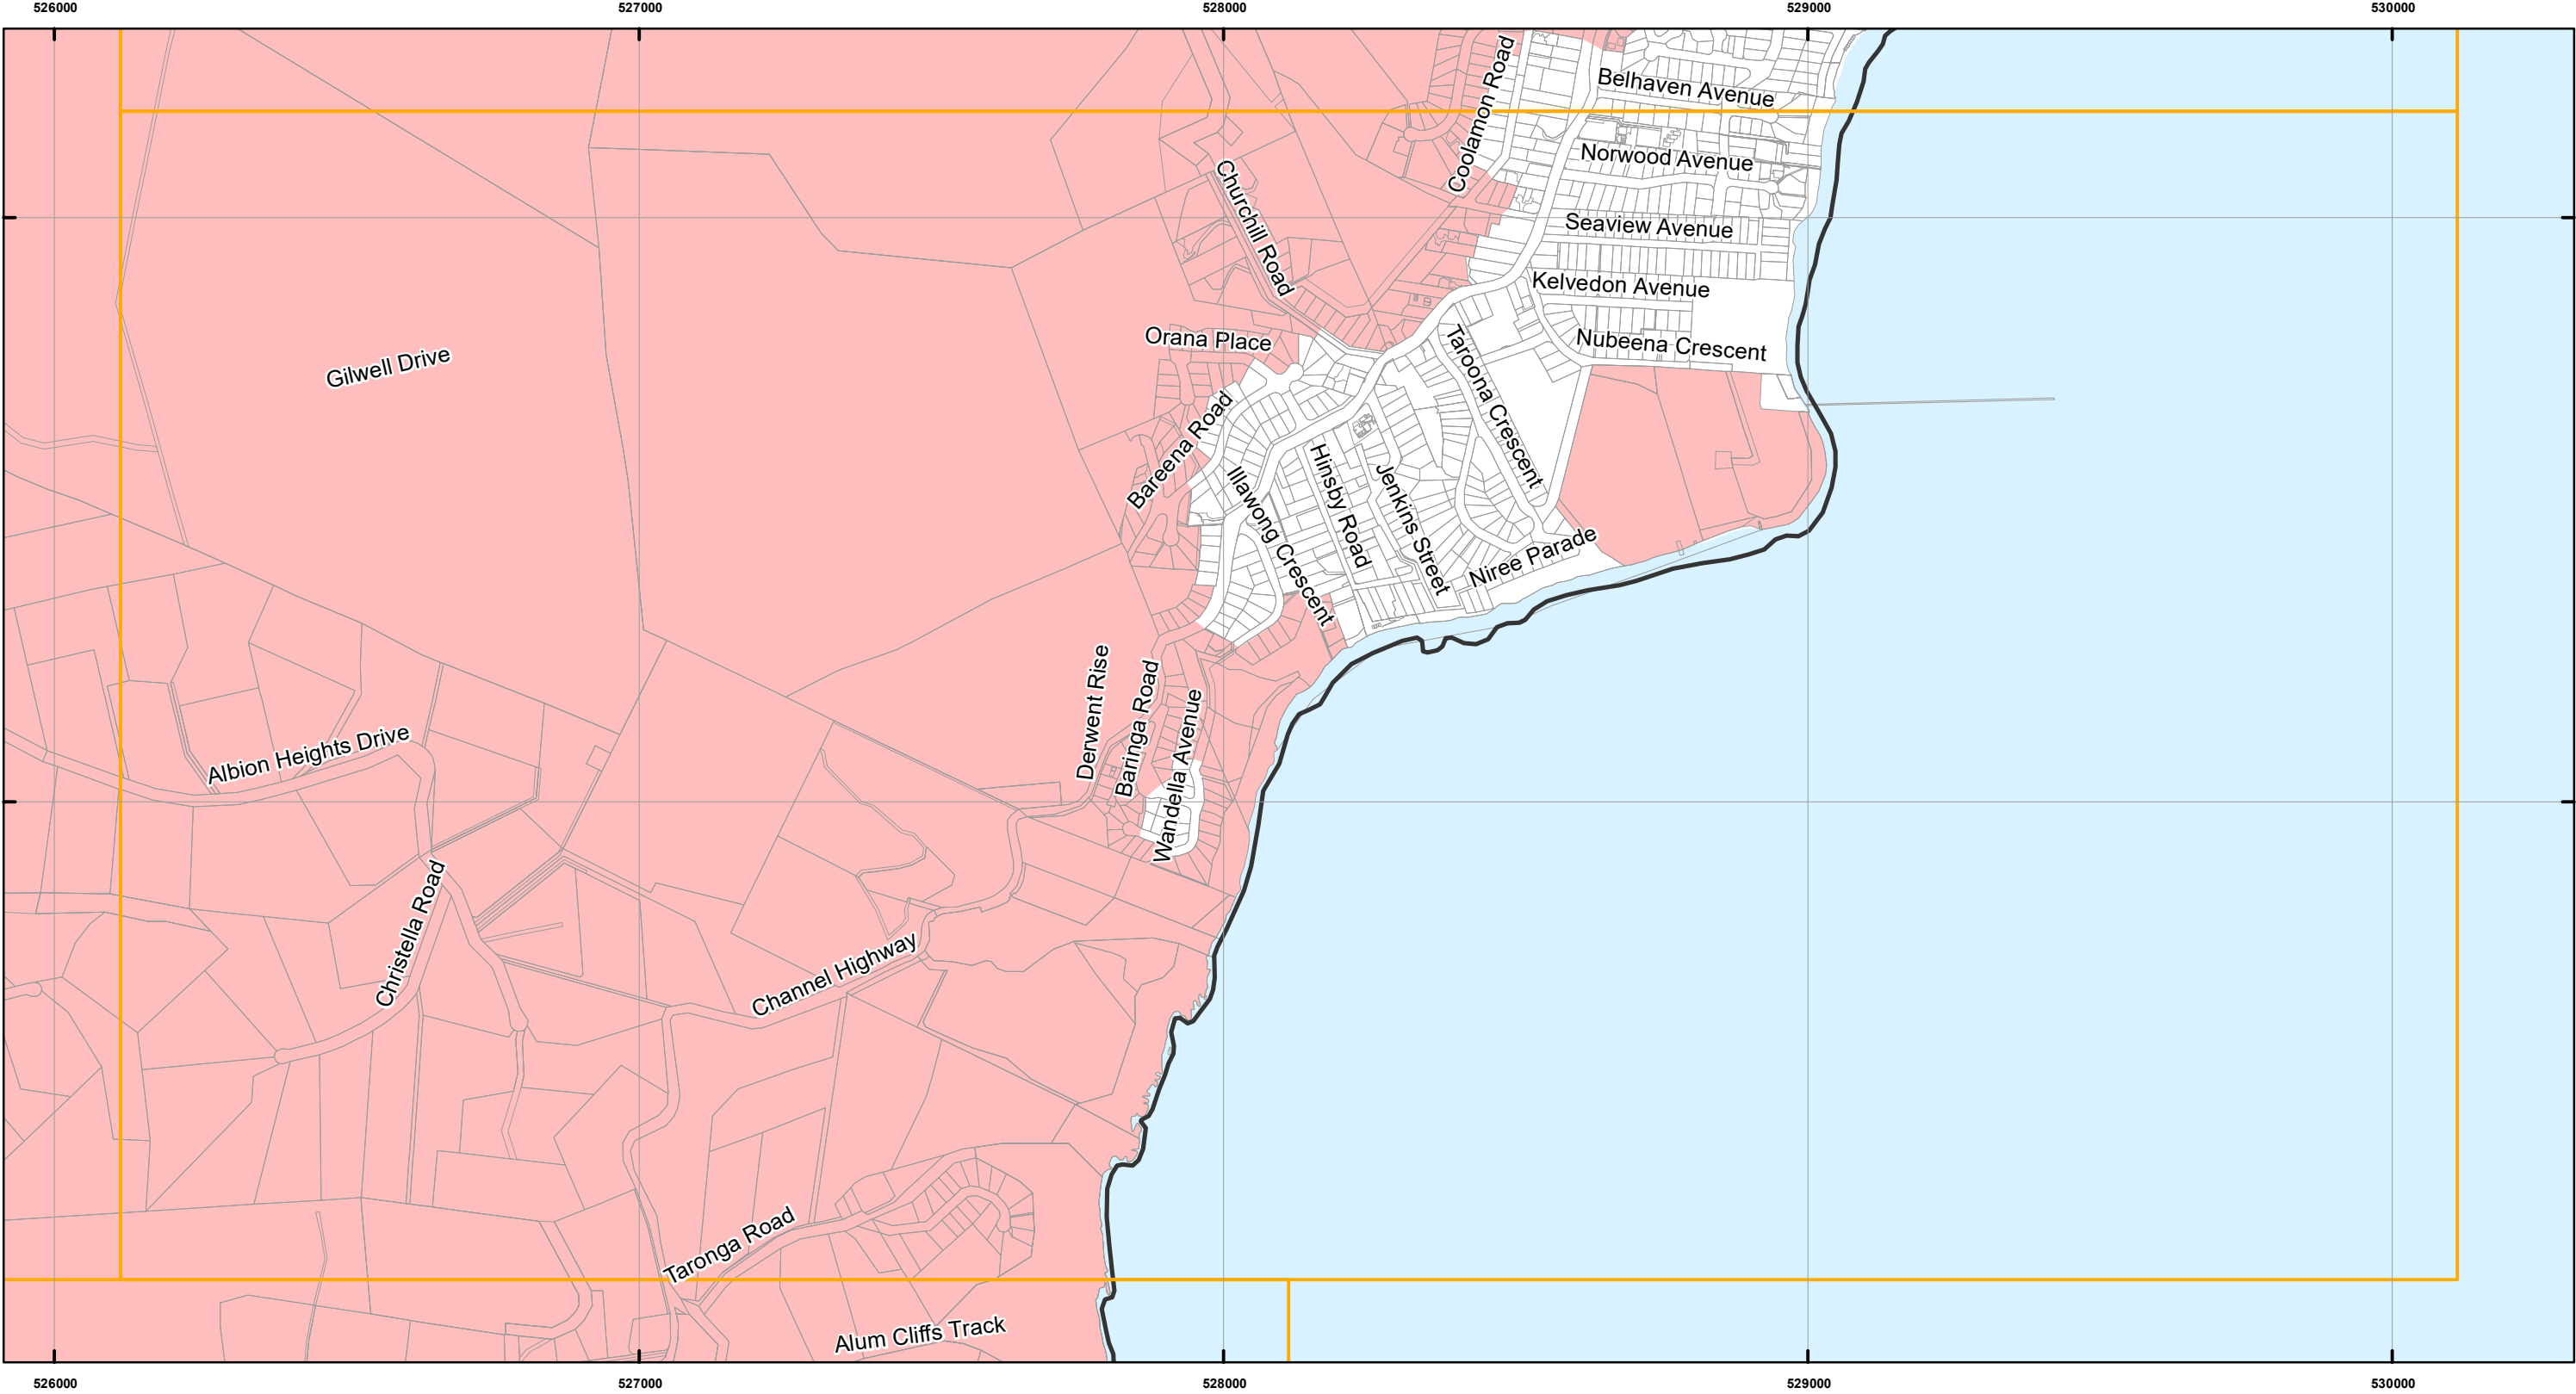 526000 527000 528000 529000 530000
Coolamon Road
Belhaven Avenue
Norwood Avenue
Churchill Road
Seaview Avenue
Kelvedon Avenue
Orana Place
Nubeena Crescent
Gilwell Drive
Taroona Crescent
Bareena Road
Illawong Crescent
Hinsby Road
Jenkins Street
Niree Parade
Derwent Rise
Baringa Road
Wandella Avenue
Albion Heights Drive
Christella Road
Channel Highway
Taronga Road
Alum Cliffs Track
526000 527000 528000 529000 530000